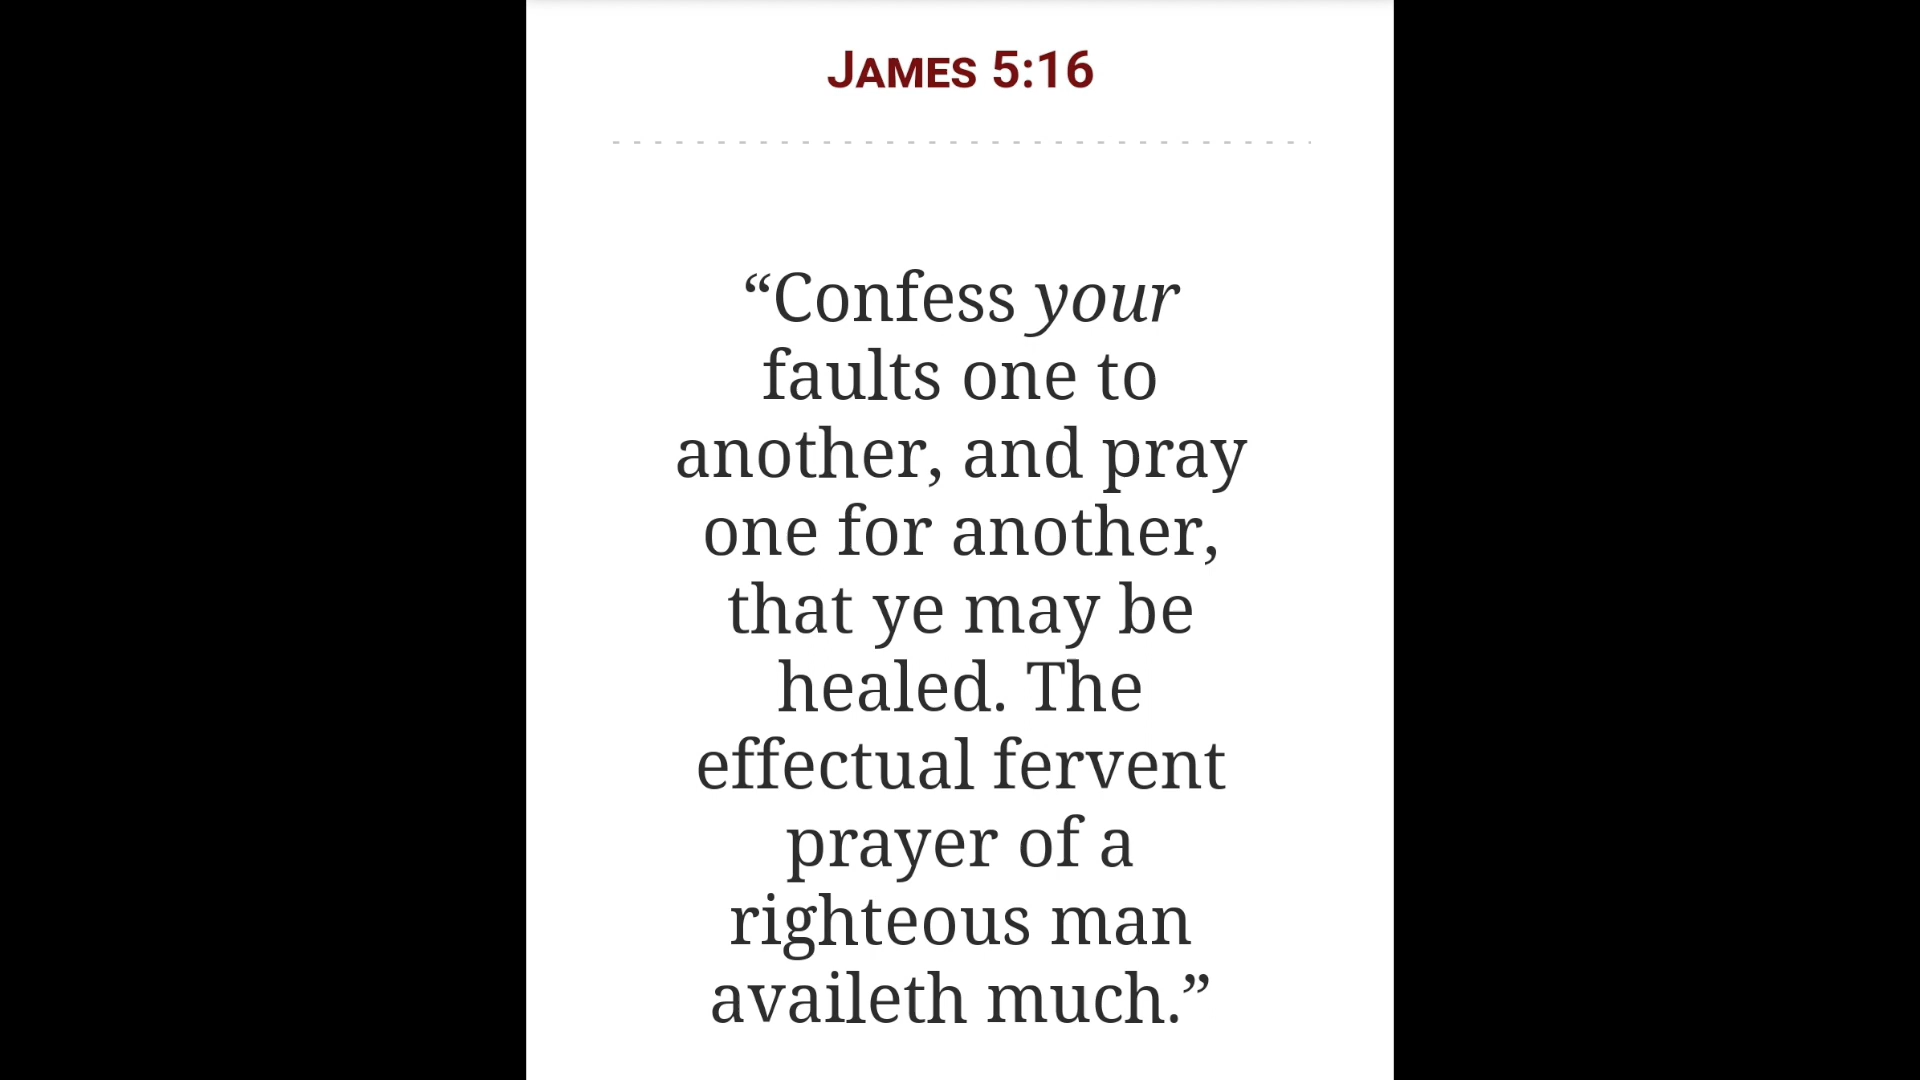 JAMES 5:16
“Confess your
faults one to
another, and pray
one for another,
that ye may be
healed. The
effectual fervent
prayer of a
righteous man
availeth much.”